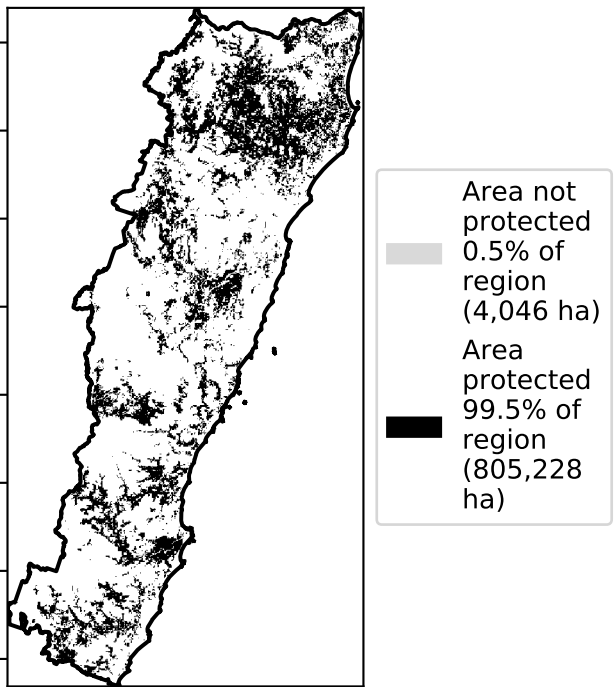 Area not
protected
0.5% of
region
(4,046 ha)
Area
protected
99.5% of
region
(805,228
ha)